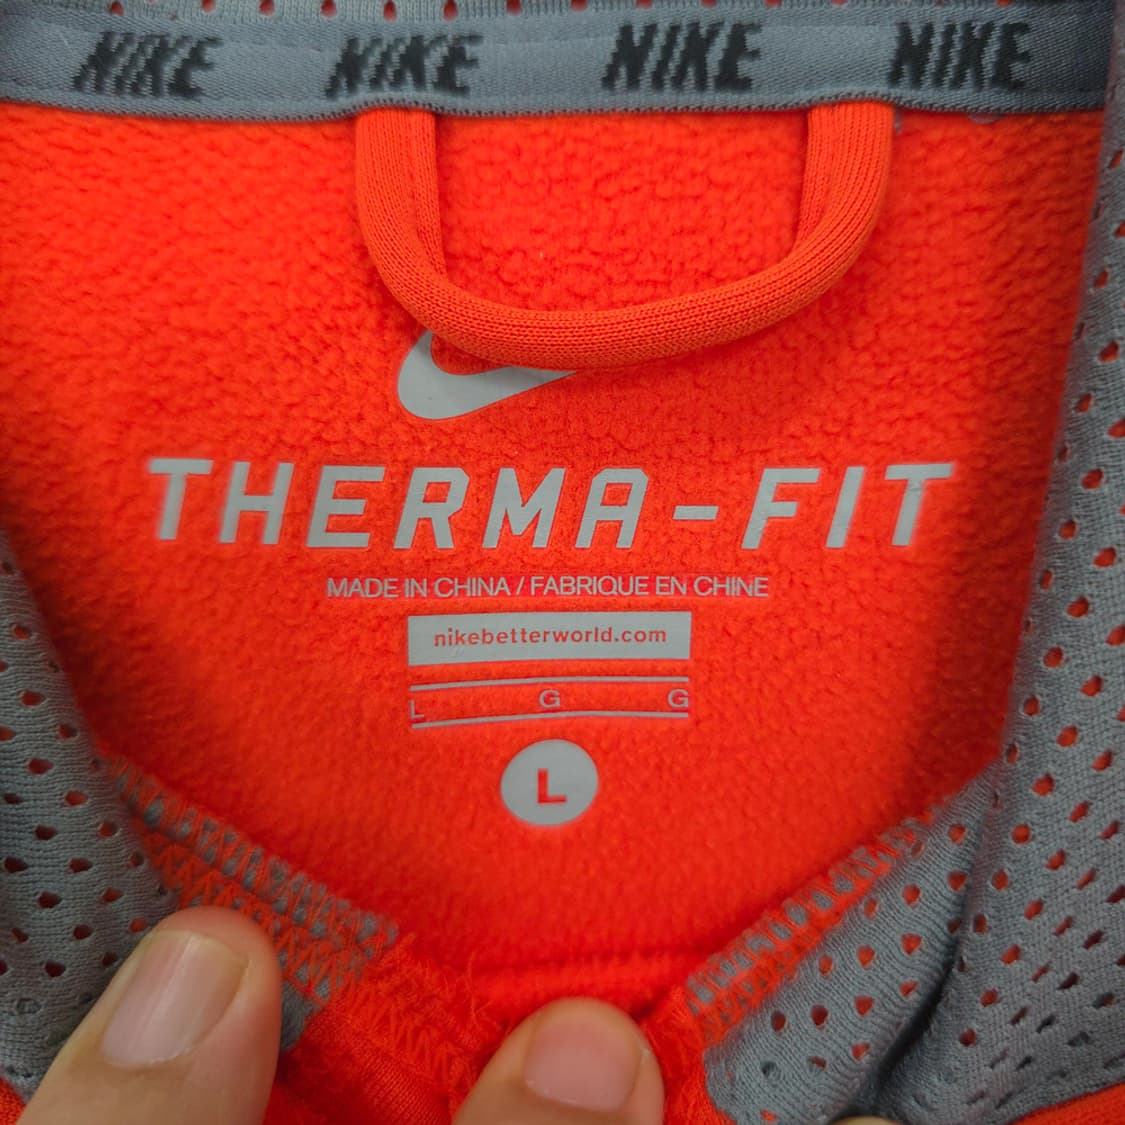 NIKE NIKE NIKE NIKE
THERMA-FIT
MADE IN CHINA / FABRIQUE EN CHINE
nikebetterworld.com
L G G
L